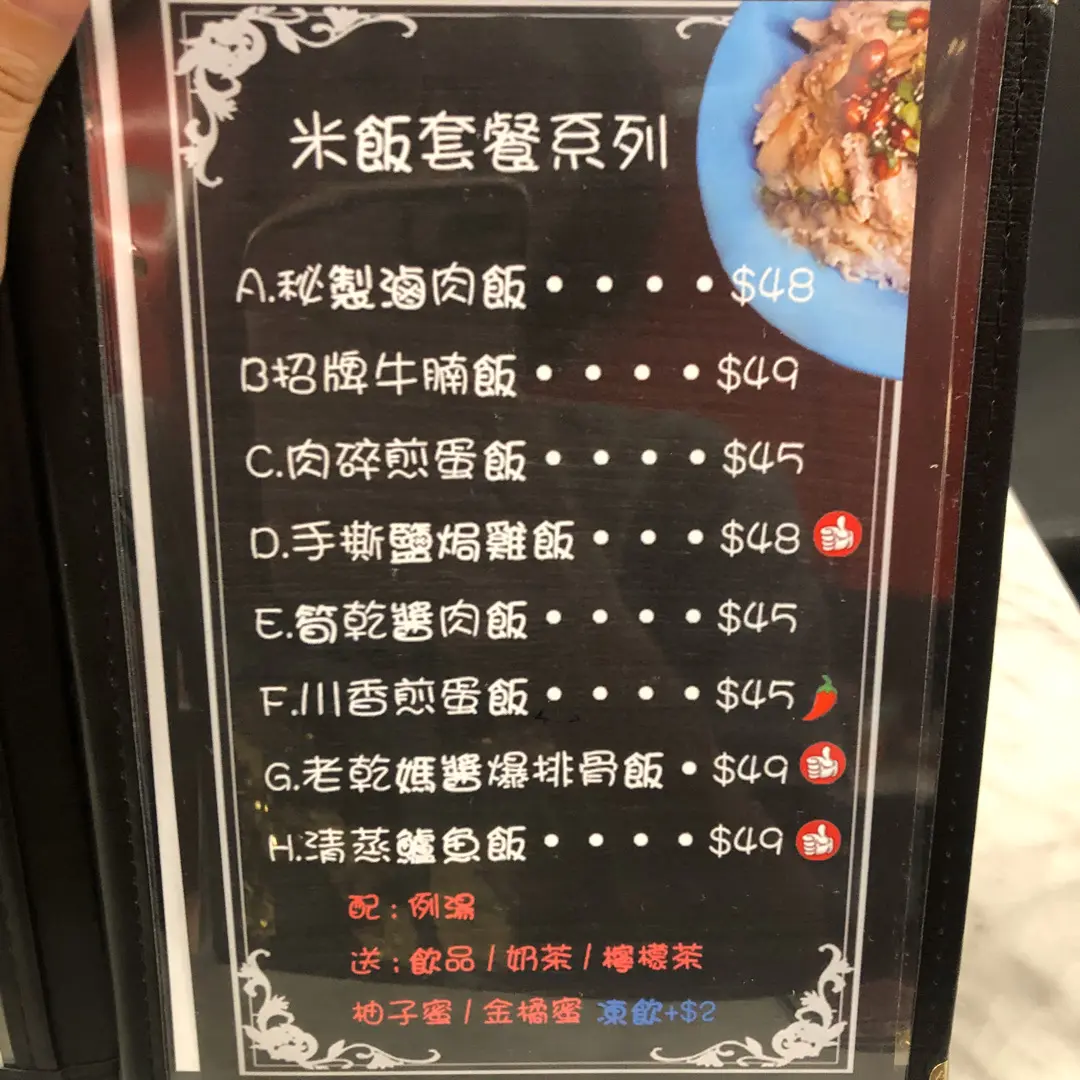 米飯套餐系列
A.秘製滷肉飯••••$48
B招牌牛腩飯••••$49
C.肉碎煎蛋飯••••$45
D.手撕鹽焗雞飯•••$48
E.筍乾醬肉飯••••$45
F.川香煎蛋飯••••$45
G.老乾媽醬爆排骨飯•$49
H.清蒸鱸魚飯••••$49
配:例湯
送:飲品/奶茶/檸檬茶
柚子蜜/金橘蜜 凍飲+$2